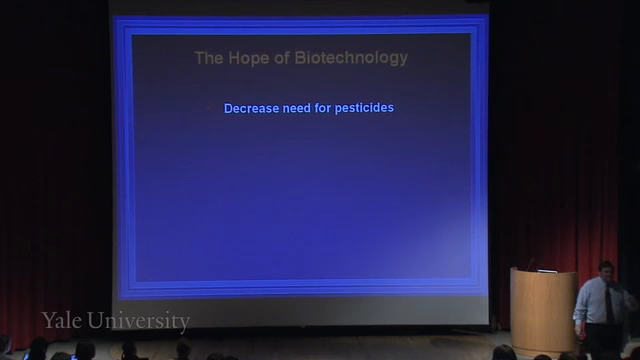 The Hope of Biotechnology
Decrease need for pesticides
Yale University